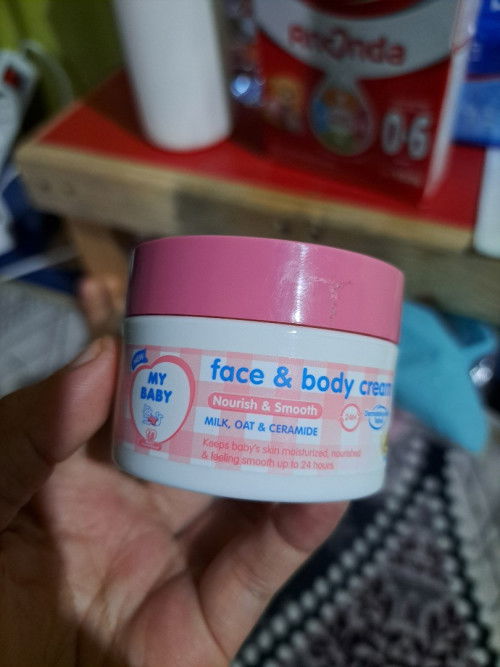 0-6
MY
BABY
face & body cream
Nourish & Smooth
MILK, OAT & CERAMIDE
Keeps baby's skin moisturized, nourished
& feeling smooth up to 24 hours